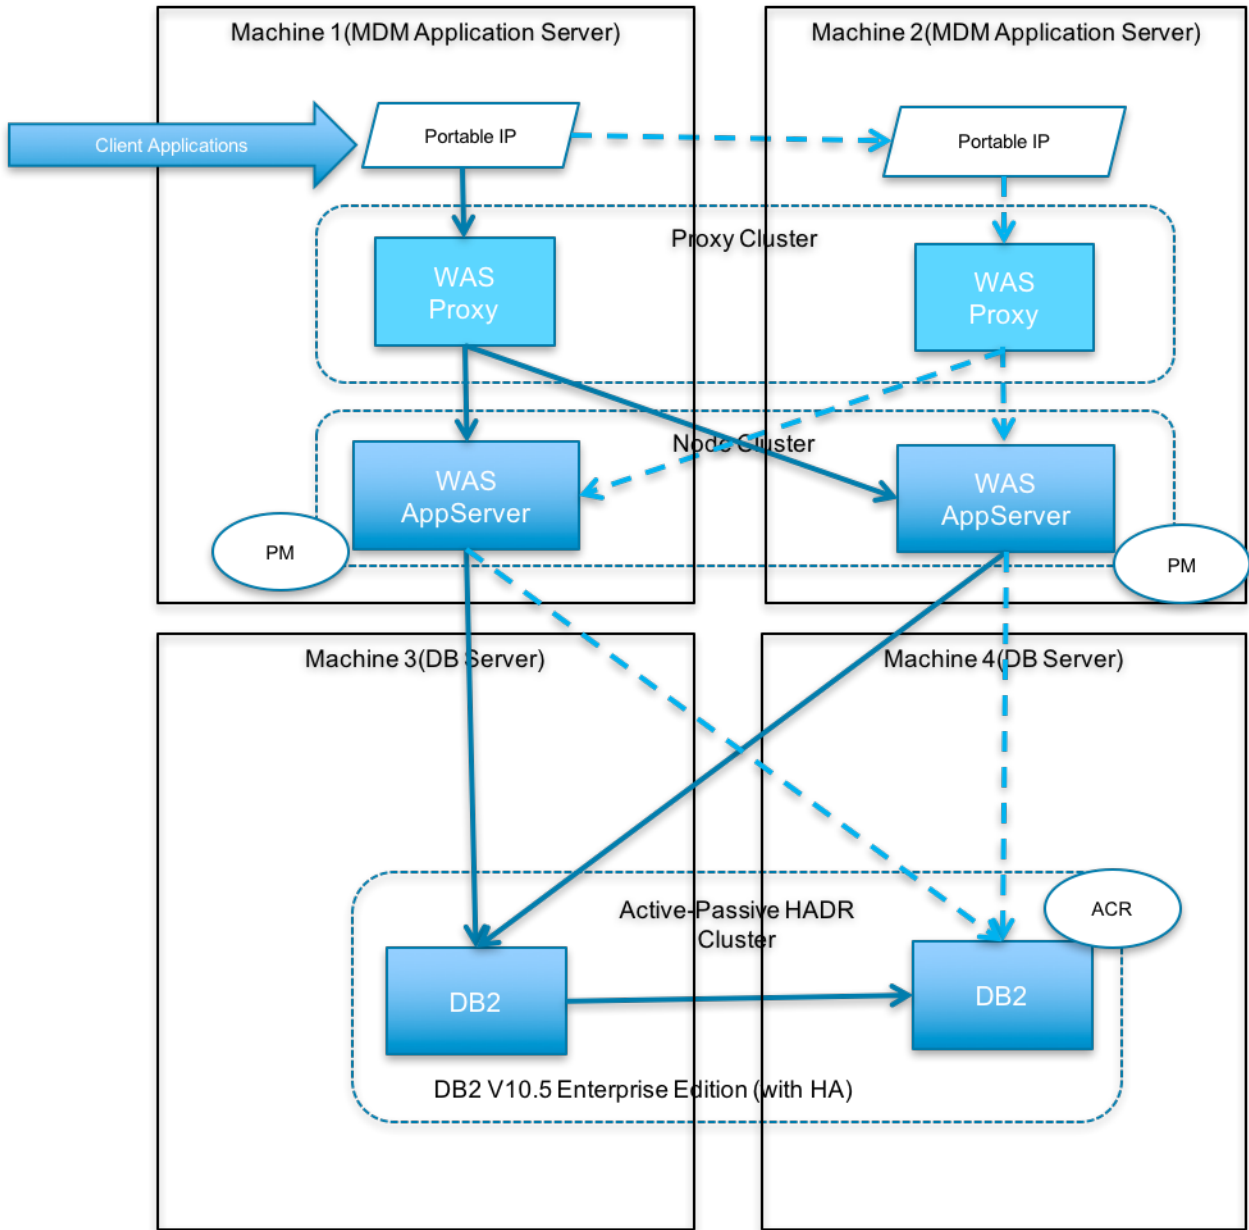 Machine 1(MDM Application Server)
Machine 2(MDM Application Server)
Client Applications
Portable IP
Portable IP
Proxy Cluster
WAS
Proxy
WAS
Proxy
Node Cluster
WAS
AppServer
WAS
AppServer
PM
PM
Machine 3(DB Server)
Machine 4(DB Server)
Active-Passive HADR
Cluster
ACR
DB2
DB2
DB2 V10.5 Enterprise Edition (with HA)